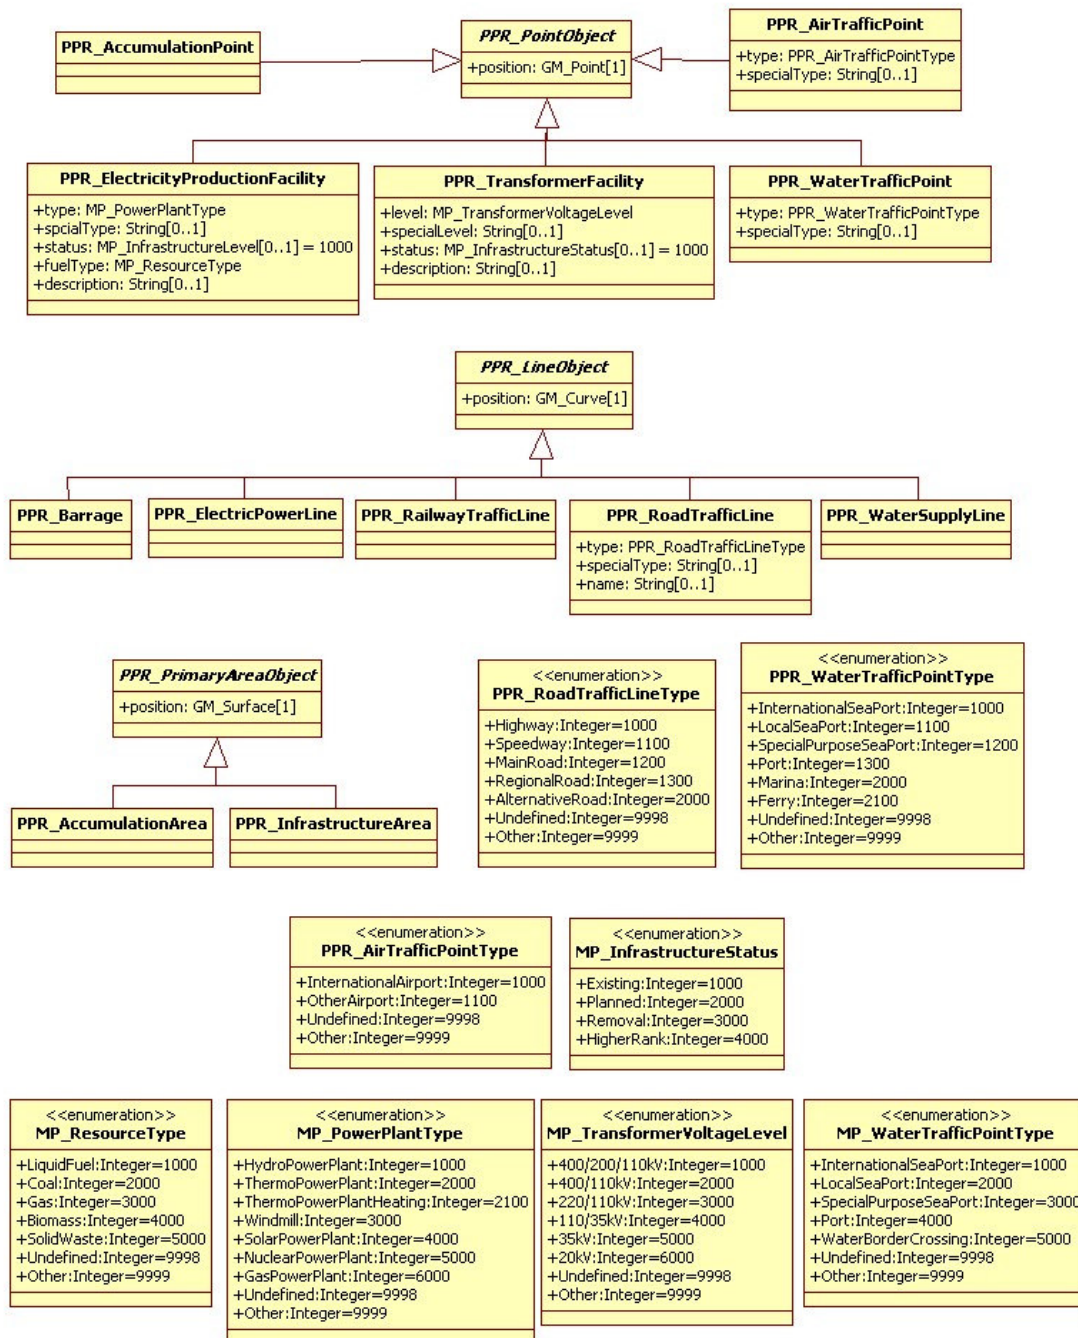 PPR_AccumulationPoint
PPR_PointObject
+position: GM_Point[1]
PPR_AirTrafficPoint
+type: PPR_AirTrafficPointType
+specialType: String[0..1]
PPR_ElectricityProductionFacility
+type: MP_PowerPlantType
+spcialType: String[0..1]
+status: MP_InfrastructureLevel[0..1] = 1000
+fuelType: MP_ResourceType
+description: String[0..1]
PPR_TransformerFacility
+level: MP_TransformerVoltageLevel
+specialLevel: String[0..1]
+status: MP_InfrastructureStatus[0..1] = 1000
+description: String[0..1]
PPR_WaterTrafficPoint
+type: PPR_WaterTrafficPointType
+specialType: String[0..1]
PPR_LineObject
+position: GM_Curve[1]
PPR_Barrage
PPR_ElectricPowerLine
PPR_RailwayTrafficLine
PPR_RoadTrafficLine
+type: PPR_RoadTrafficLineType
+specialType: String[0..1]
+name: String[0..1]
PPR_WaterSupplyLine
PPR_PrimaryAreaObject
+position: GM_Surface[1]
PPR_AccumulationArea
PPR_InfrastructureArea
<<enumeration>>
PPR_RoadTrafficLineType
+Highway:Integer=1000
+Speedway:Integer=1100
+MainRoad:Integer=1200
+RegionalRoad:Integer=1300
+AlternativeRoad:Integer=2000
+Undefined:Integer=9998
+Other:Integer=9999
<<enumeration>>
PPR_WaterTrafficPointType
+InternationalSeaPort:Integer=1000
+LocalSeaPort:Integer=1100
+SpecialPurposeSeaPort:Integer=1200
+Port:Integer=1300
+Marina:Integer=2000
+Ferry:Integer=2100
+Undefined:Integer=9998
+Other:Integer=9999
<<enumeration>>
PPR_AirTrafficPointType
+InternationalAirport:Integer=1000
+OtherAirport:Integer=1100
+Undefined:Integer=9998
+Other:Integer=9999
<<enumeration>>
MP_InfrastructureStatus
+Existing:Integer=1000
+Planned:Integer=2000
+Removal:Integer=3000
+HigherRank:Integer=4000
<<enumeration>>
MP_ResourceType
+LiquidFuel:Integer=1000
+Coal:Integer=2000
+Gas:Integer=3000
+Biomass:Integer=4000
+SolidWaste:Integer=5000
+Undefined:Integer=9998
+Other:Integer=9999
<<enumeration>>
MP_PowerPlantType
+HydroPowerPlant:Integer=1000
+ThermoPowerPlant:Integer=2000
+ThermoPowerPlantHeating:Integer=2100
+Windmill:Integer=3000
+SolarPowerPlant:Integer=4000
+NuclearPowerPlant:Integer=5000
+GasPowerPlant:Integer=6000
+Undefined:Integer=9998
+Other:Integer=9999
<<enumeration>>
MP_TransformerVoltageLevel
+400/200/110kV:Integer=1000
+400/110kV:Integer=2000
+220/110kV:Integer=3000
+110/35kV:Integer=4000
+35kV:Integer=5000
+20kV:Integer=6000
+Undefined:Integer=9998
+Other:Integer=9999
<<enumeration>>
MP_WaterTrafficPointType
+InternationalSeaPort:Integer=1000
+LocalSeaPort:Integer=2000
+SpecialPurposeSeaPort:Integer=3000
+Port:Integer=4000
+WaterBorderCrossing:Integer=5000
+Undefined:Integer=9998
+Other:Integer=9999